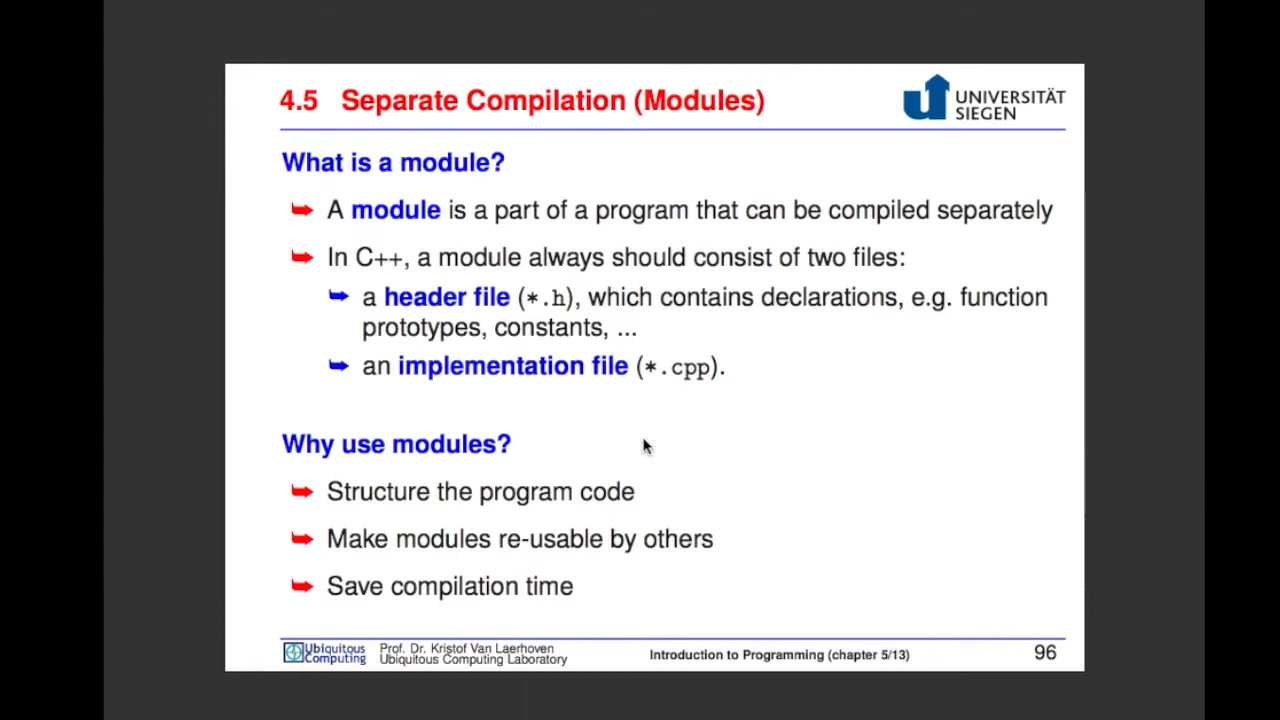 4.5 Separate Compilation (Modules)
UNIVERSITÄT
SIEGEN
What is a module?
A module is a part of a program that can be compiled separately
In C++, a module always should consist of two files:
a header file (*.h), which contains declarations, e.g. function
prototypes, constants, ...
an implementation file (*.cpp).
Why use modules?
Structure the program code
Make modules re-usable by others
Save compilation time
Ubiquitous
Computing
Prof. Dr. Kristof Van Laerhoven
Ubiquitous Computing Laboratory
Introduction to Programming (chapter 5/13)
96